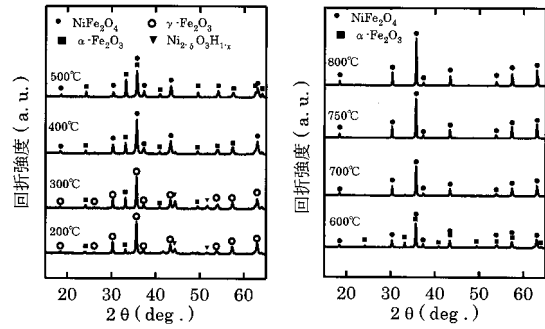 ● NiFe₂O₄ ○ γ-Fe₂O₃
■ α-Fe₂O₃ ▼ Ni₂₋δO₃H₁₋ₓ
500℃
400℃
300℃
200℃
回折強度(a.u.)
20 30 40 50 60
2θ(deg.)
● NiFe₂O₄
■ α-Fe₂O₃
800℃
750℃
700℃
600℃
回折強度(a.u.)
20 30 40 50 60
2θ(deg.)